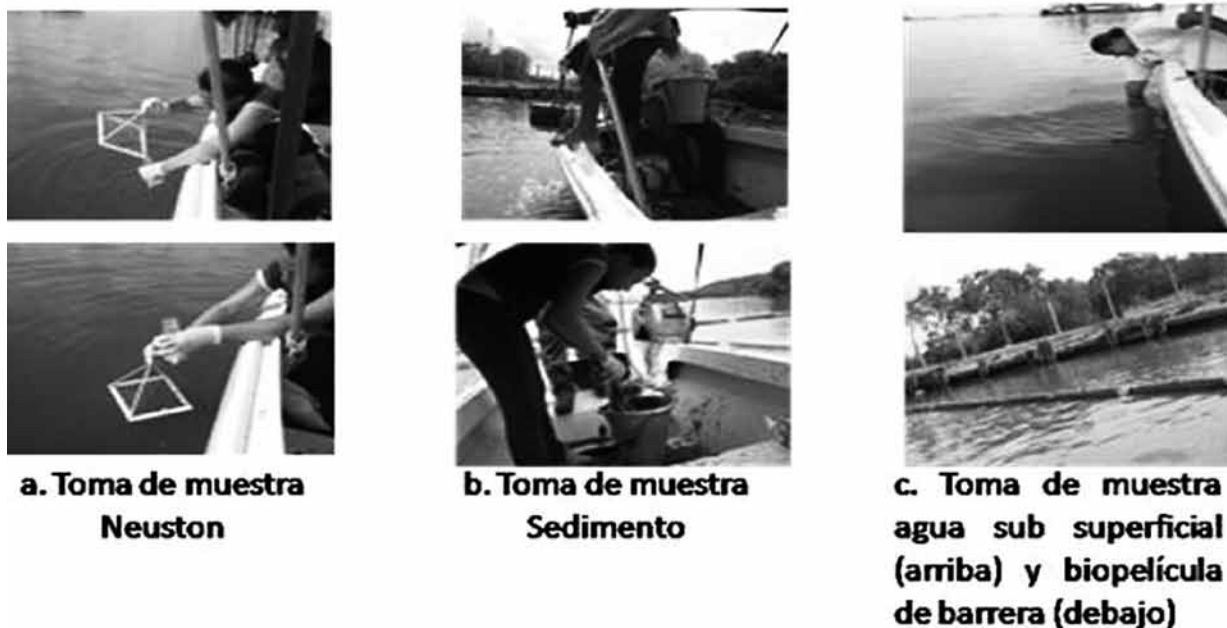 a. Toma de muestra
Neuston
b. Toma de muestra
Sedimento
c. Toma de muestra
agua sub superficial
(arriba) y biopelícula
de barrera (debajo)